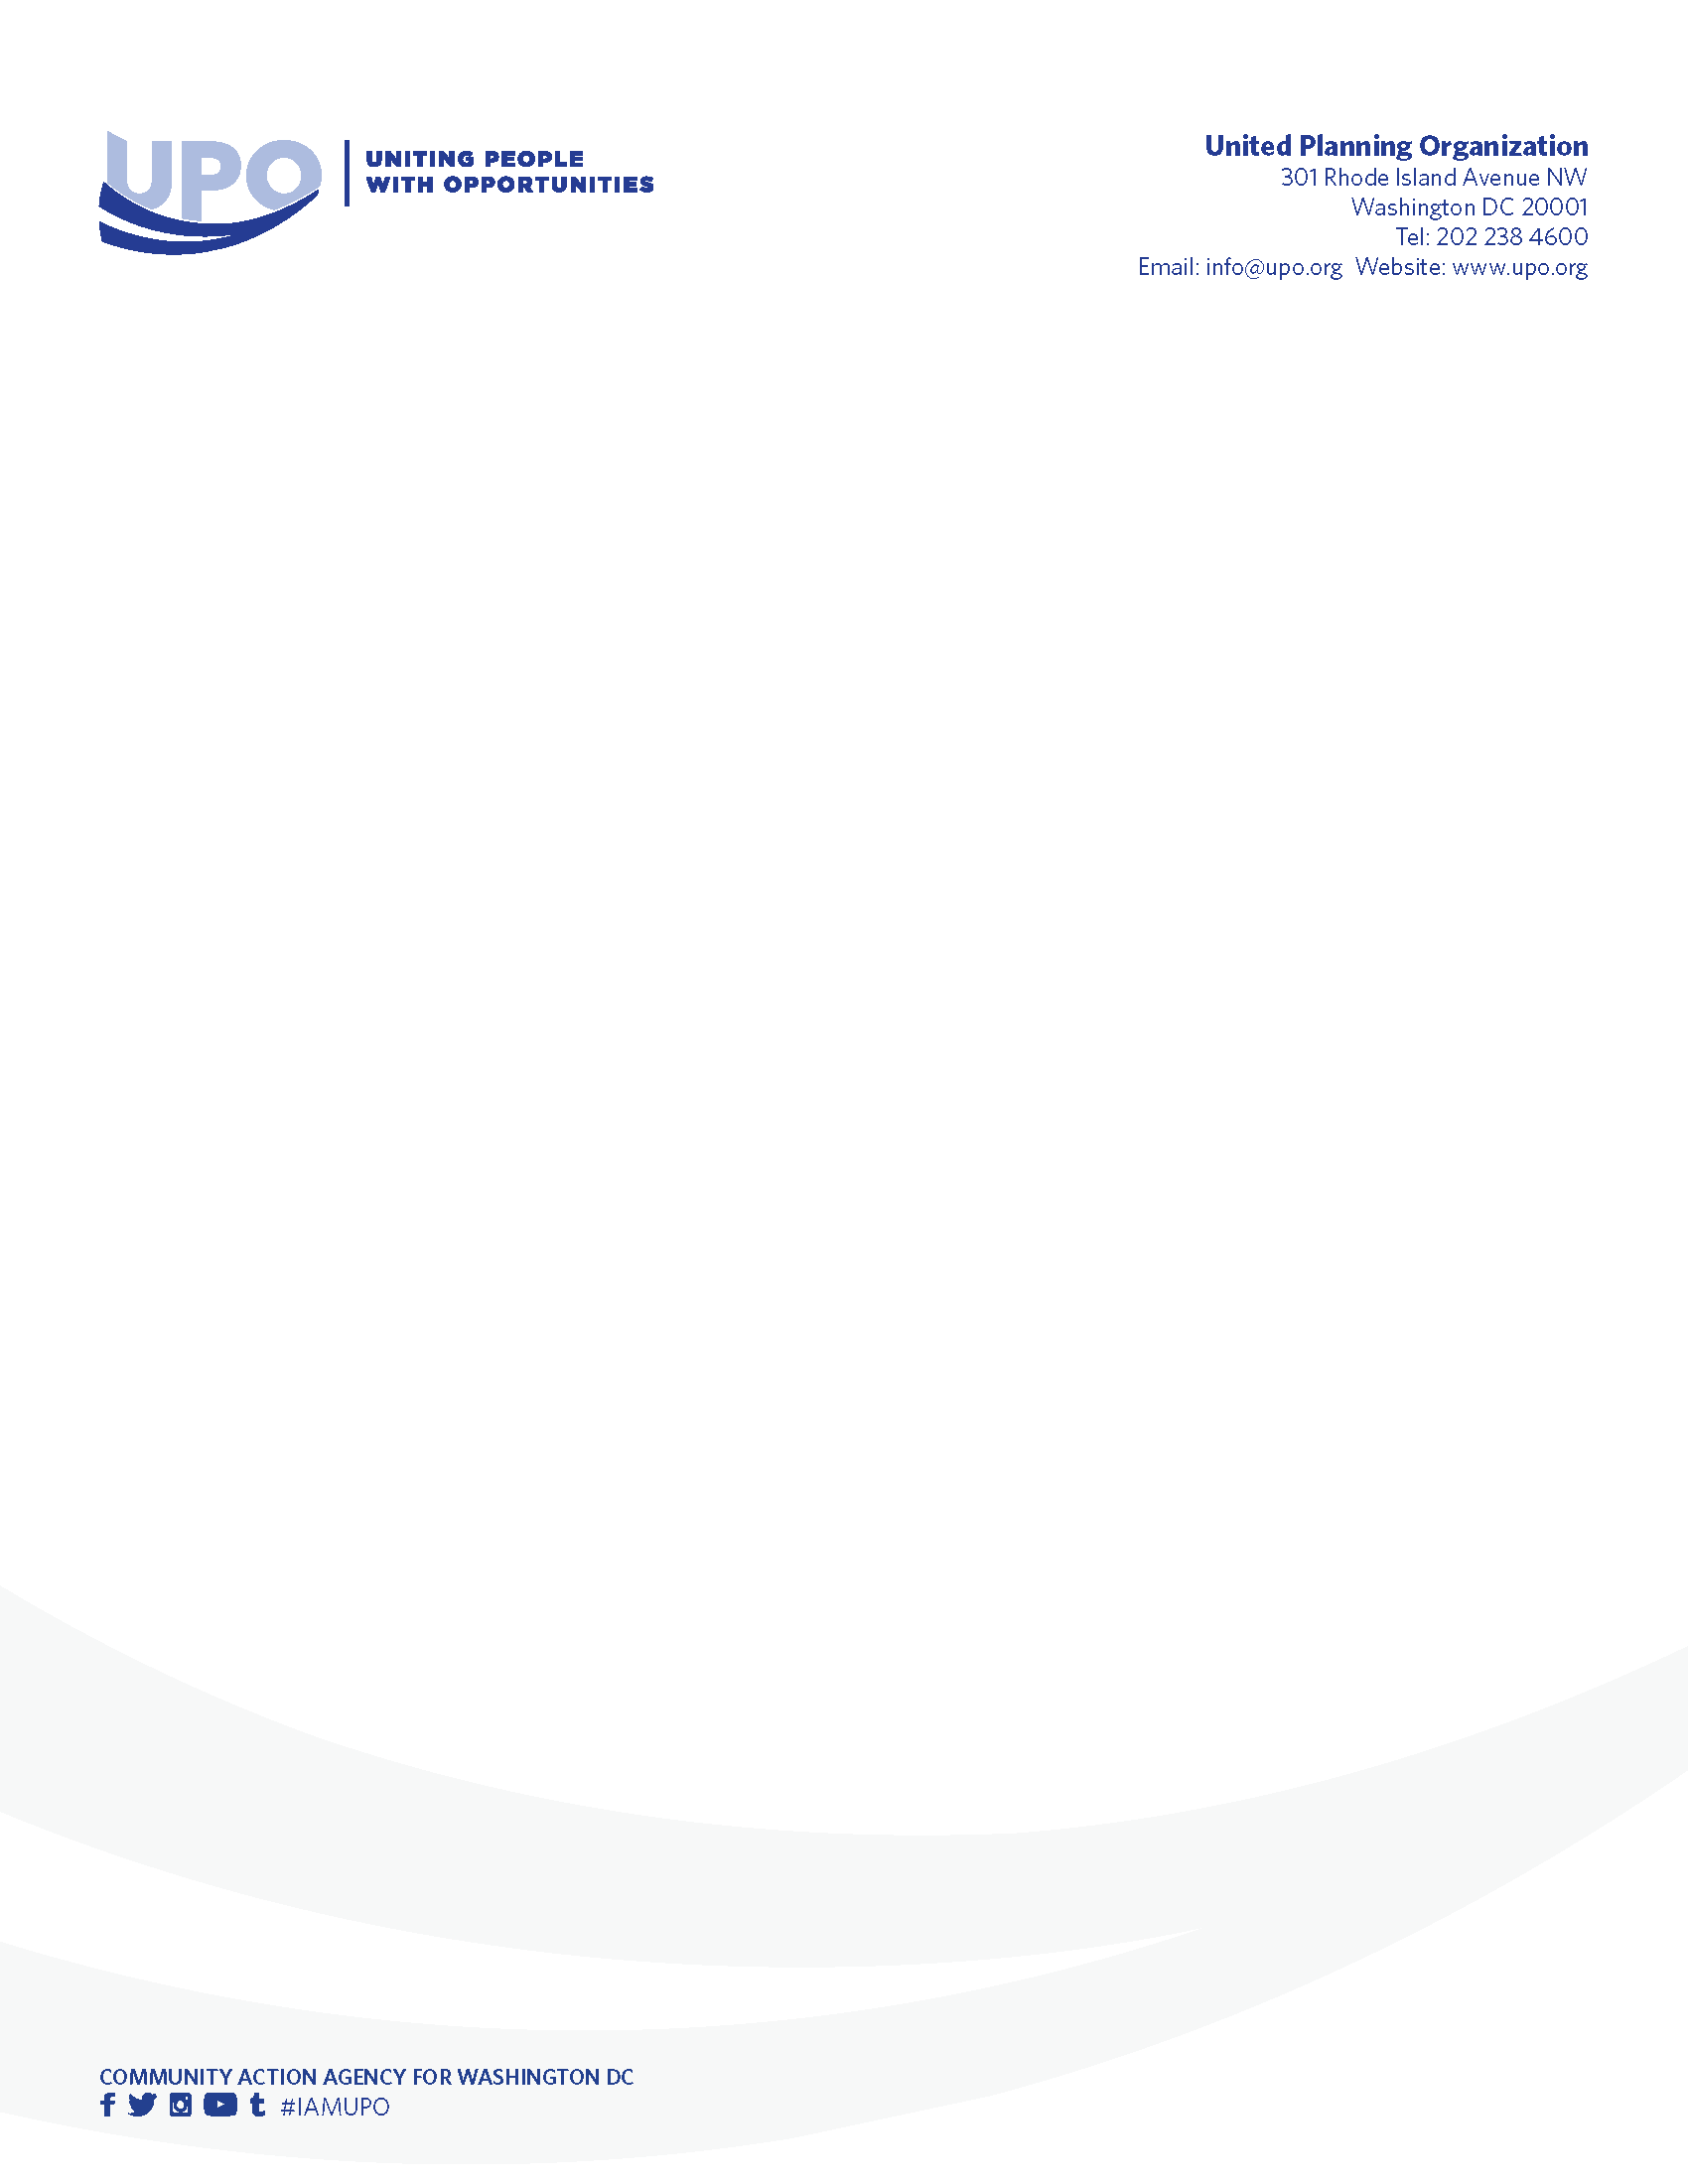 UPO
UNITING PEOPLE
WITH OPPORTUNITIES
United Planning Organization
301 Rhode Island Avenue NW
Washington DC 20001
Tel: 202 238 4600
Email: info@upo.org  Website: www.upo.org
COMMUNITY ACTION AGENCY FOR WASHINGTON DC
#IAMUPO